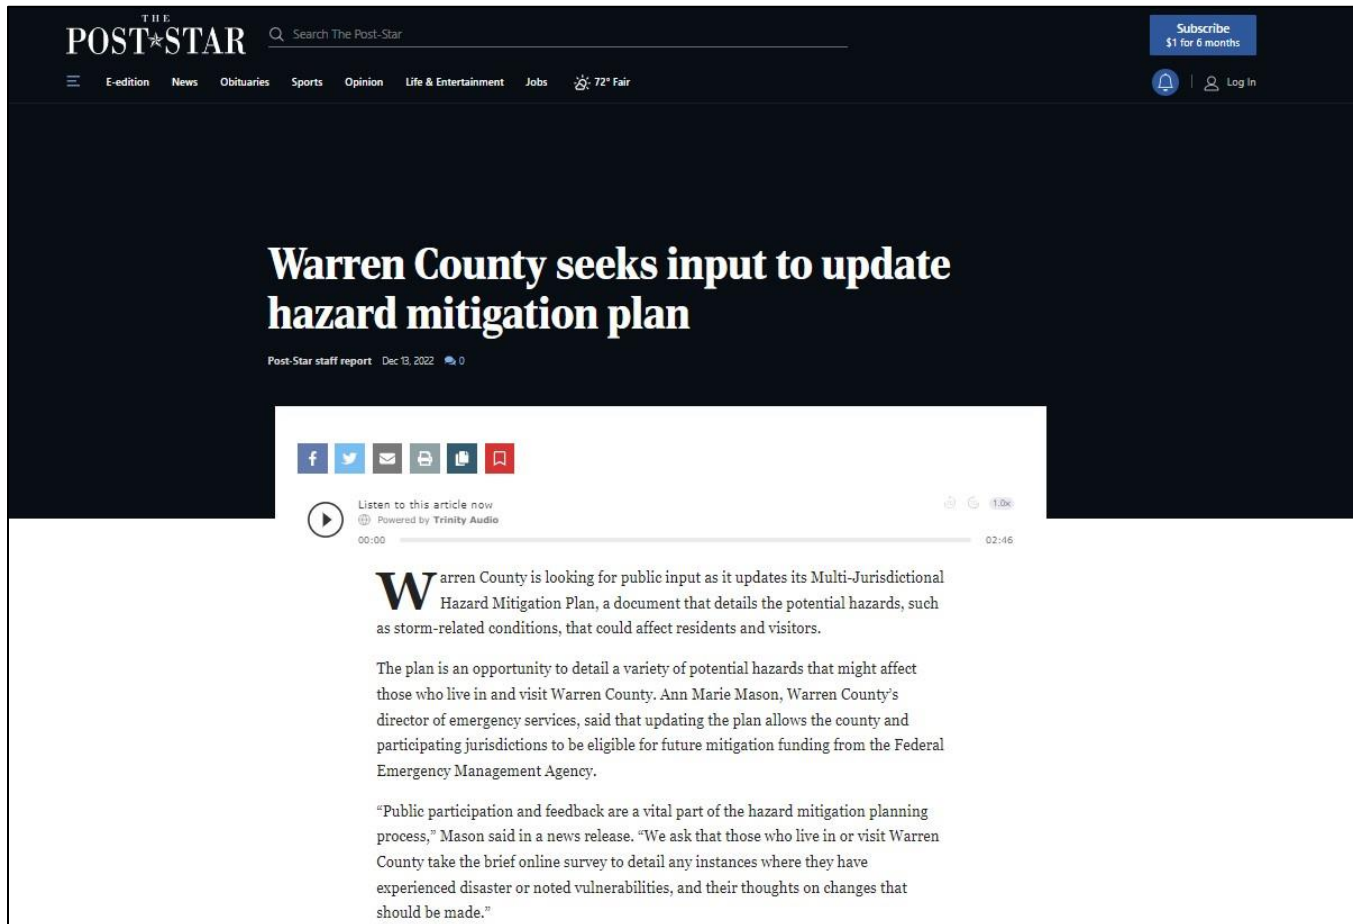 THE
POST★STAR
Search The Post-Star
Subscribe
$1 for 6 months
E-edition News Obituaries Sports Opinion Life & Entertainment Jobs 72° Fair
Log In
Warren County seeks input to update
hazard mitigation plan
Post-Star staff report Dec 13, 2022 0
Listen to this article now
1.0x
Powered by Trinity Audio
00:00 02:46
Warren County is looking for public input as it updates its Multi-Jurisdictional
Hazard Mitigation Plan, a document that details the potential hazards, such
as storm-related conditions, that could affect residents and visitors.
The plan is an opportunity to detail a variety of potential hazards that might affect
those who live in and visit Warren County. Ann Marie Mason, Warren County’s
director of emergency services, said that updating the plan allows the county and
participating jurisdictions to be eligible for future mitigation funding from the Federal
Emergency Management Agency.
“Public participation and feedback are a vital part of the hazard mitigation planning
process,” Mason said in a news release. “We ask that those who live in or visit Warren
County take the brief online survey to detail any instances where they have
experienced disaster or noted vulnerabilities, and their thoughts on changes that
should be made.”